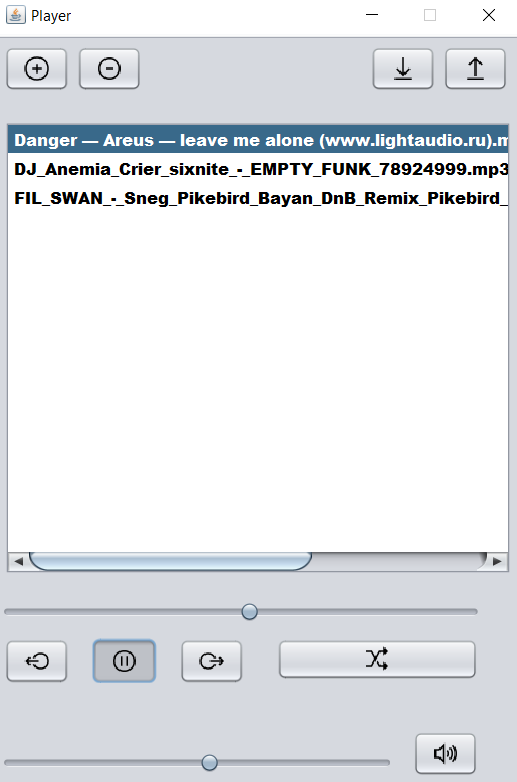 Player
Danger — Areus — leave me alone (www.lightaudio.ru).m
DJ_Anemia_Crier_sixnite_-_EMPTY_FUNK_78924999.mp3
FIL_SWAN_-_Sneg_Pikebird_Bayan_DnB_Remix_Pikebird_